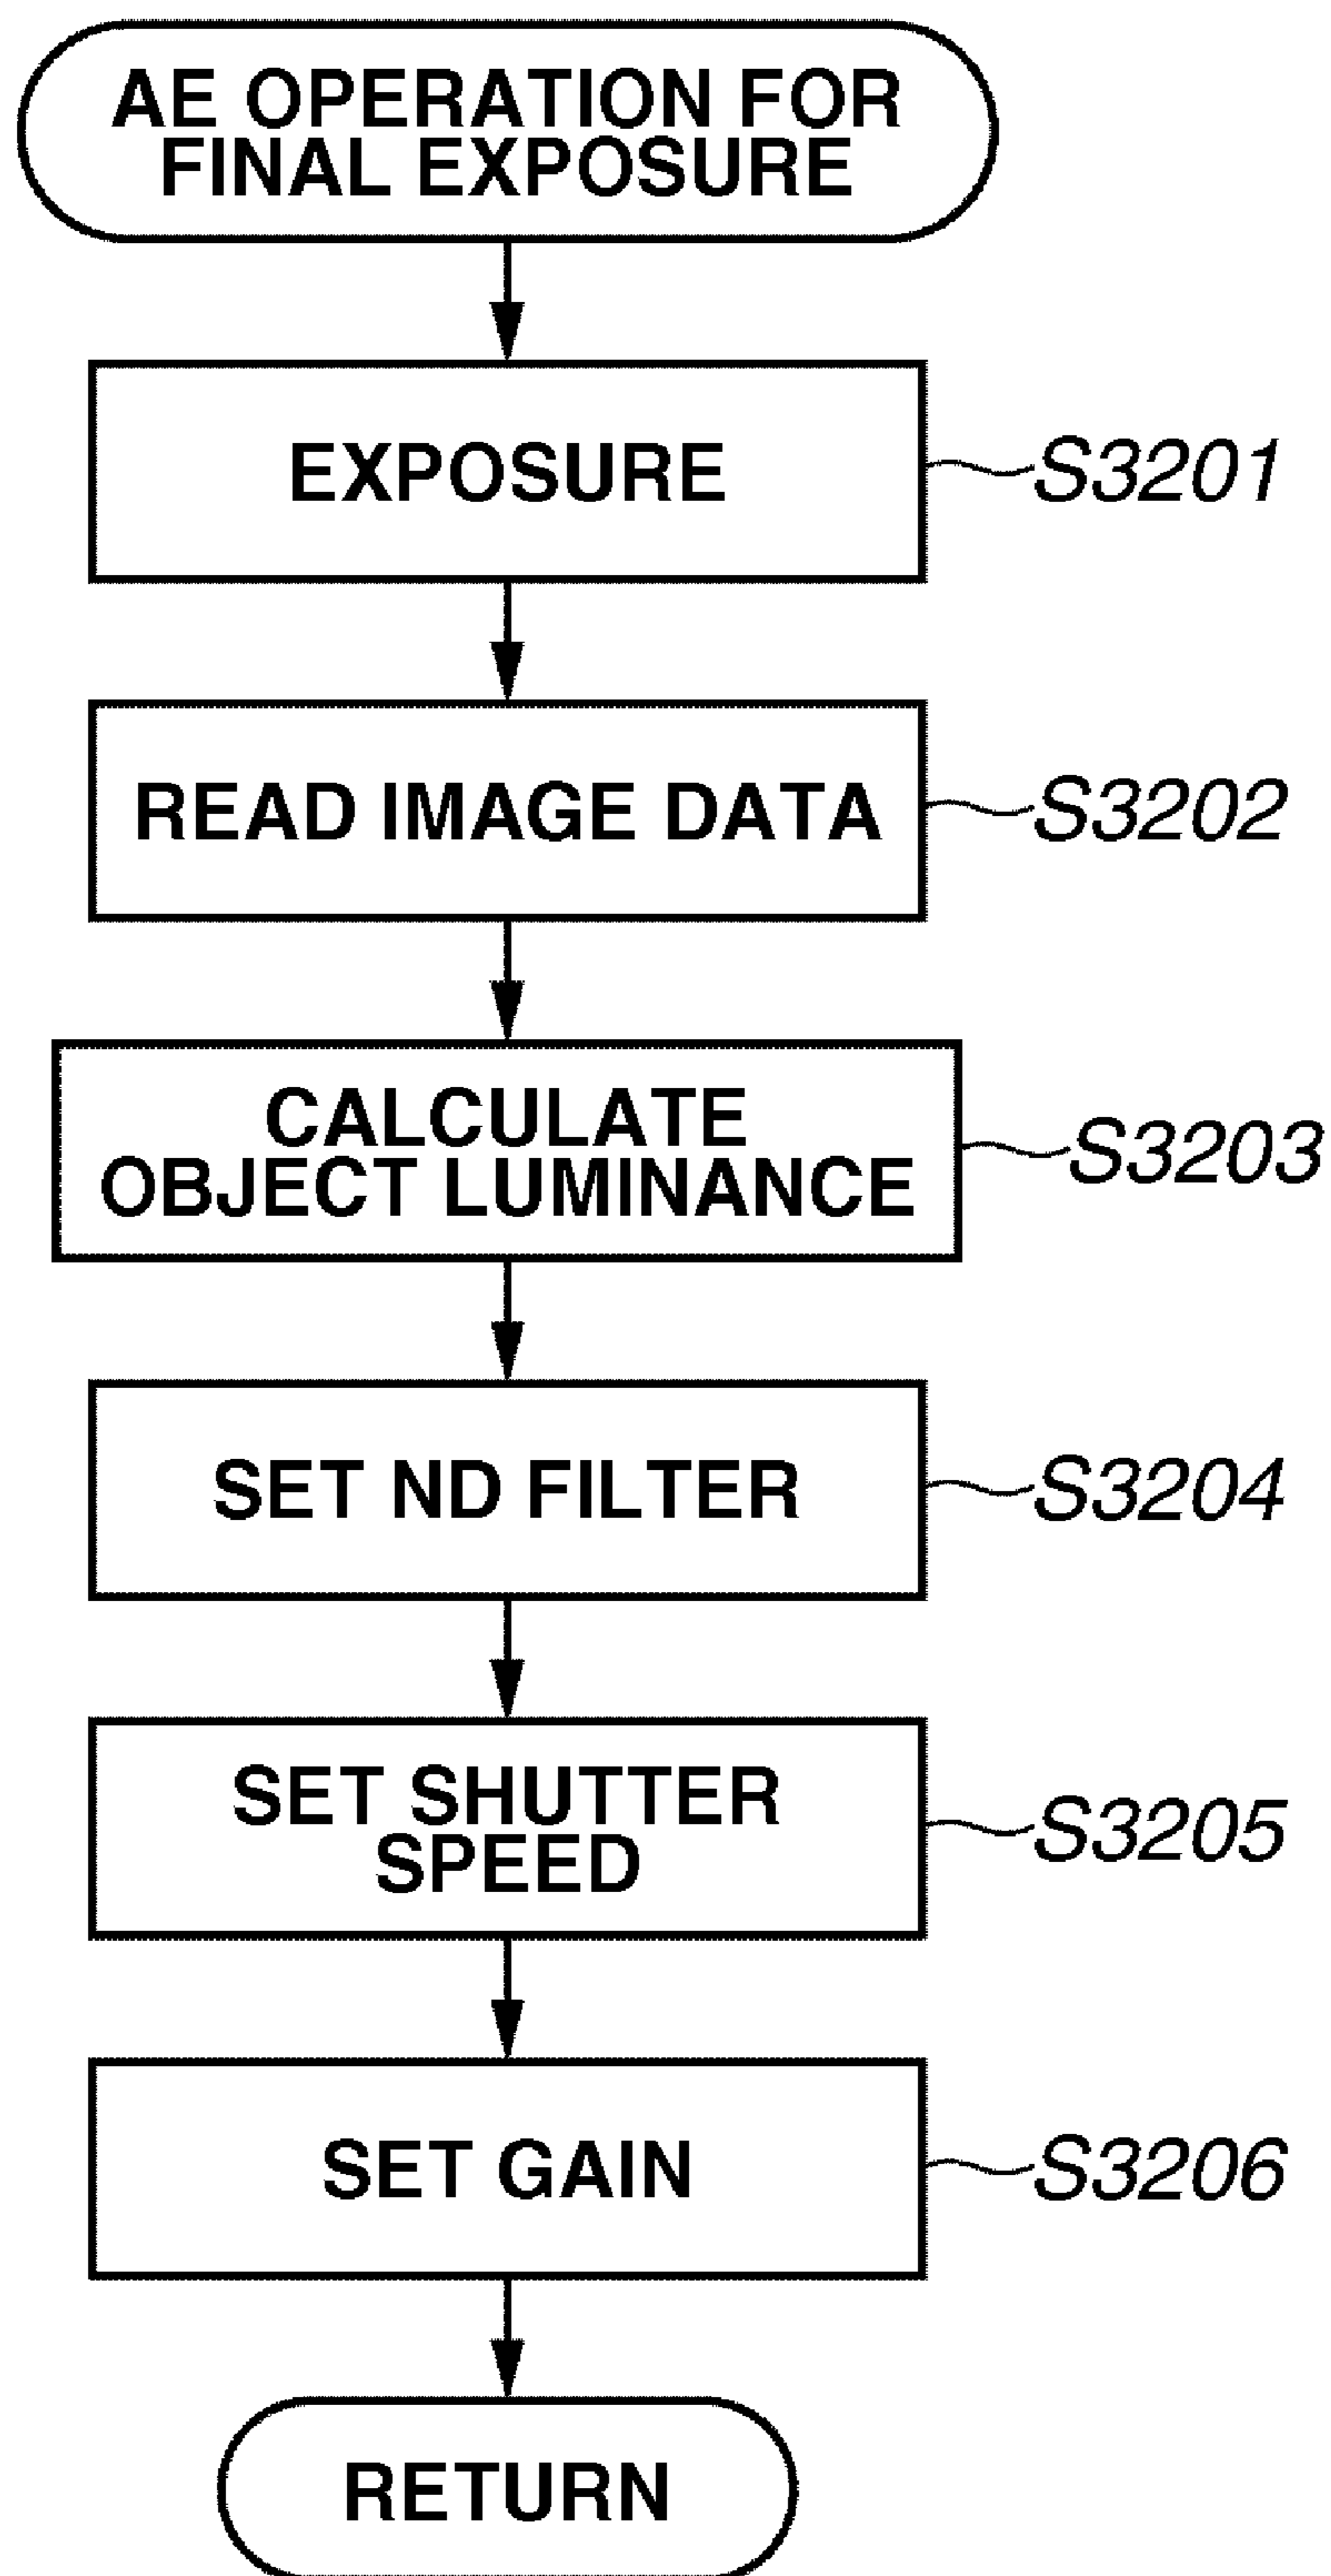 AE OPERATION FOR
FINAL EXPOSURE
EXPOSURE
S3201
READ IMAGE DATA
S3202
CALCULATE
OBJECT LUMINANCE
S3203
SET ND FILTER
S3204
SET SHUTTER
SPEED
S3205
SET GAIN
S3206
RETURN